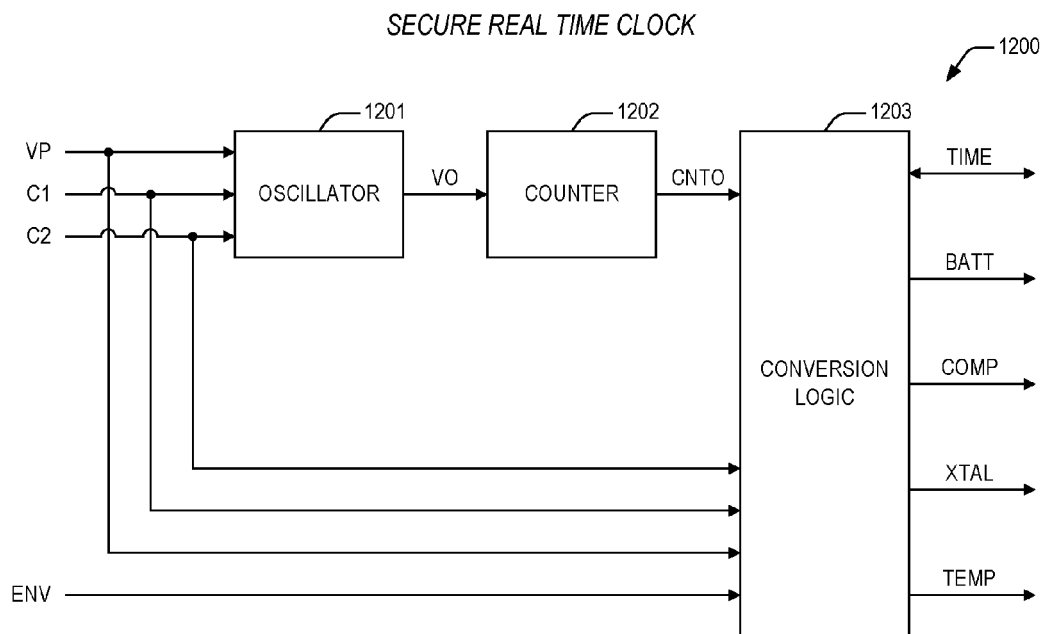 SECURE REAL TIME CLOCK
1200
1201
1202
1203
VP
C1
C2
OSCILLATOR
VO
COUNTER
CNTO
TIME
BATT
CONVERSION
LOGIC
COMP
XTAL
ENV
TEMP